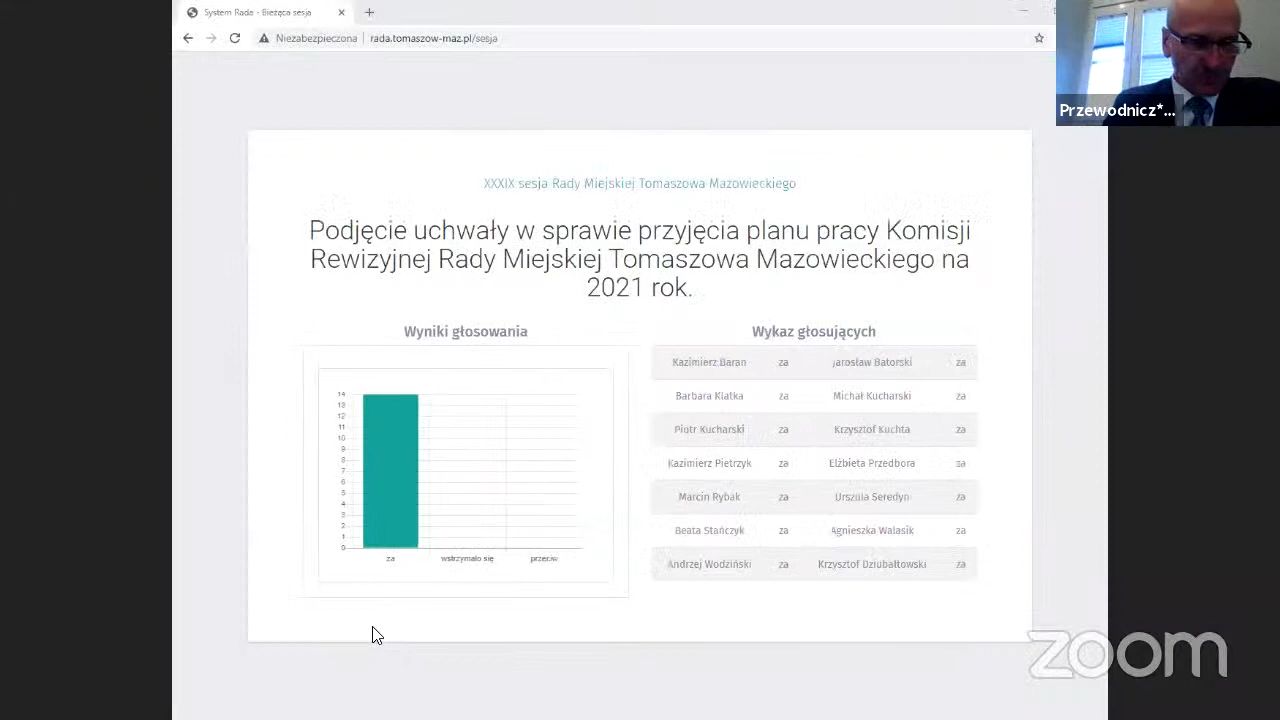 System Rada - Bieżąca sesja
Niezabezpieczona
rada.tomaszow-maz.pl/sesja
Przewodnicz*...
XXXIX sesja Rady Miejskiej Tomaszowa Mazowieckiego
Podjęcie uchwały w sprawie przyjęcia planu pracy Komisji
Rewizyjnej Rady Miejskiej Tomaszowa Mazowieckiego na
2021 rok.
Wyniki głosowania
14
13
12
11
10
9
8
7
6
5
4
3
2
1
0
za
wstrzymało się
przeciw
Wykaz głosujących
Kazimierz Baran za Jarosław Batorski za
Barbara Klatka za Michał Kucharski za
Piotr Kucharski za Krzysztof Kuchta za
Kazimierz Pietrzyk za Elżbieta Przedbora za
Marcin Rybak za Urszula Seredyn za
Beata Stańczyk za Agnieszka Walasik za
Andrzej Wodziński za Krzysztof Dziubałtowski za
zoom